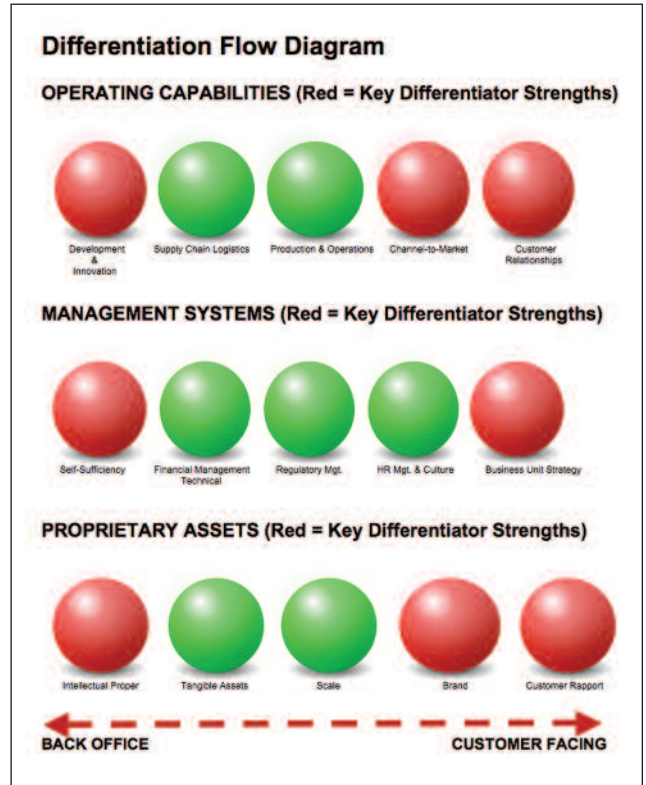 Differentiation Flow Diagram
OPERATING CAPABILITIES (Red = Key Differentiator Strengths)
Development
&
Innovation
Supply Chain Logistics
Production & Operations
Channel-to-Market
Customer
Relationships
MANAGEMENT SYSTEMS (Red = Key Differentiator Strengths)
Self-Sufficiency
Financial Management
Technical
Regulatory Mgt.
HR Mgt. & Culture
Business Unit Strategy
PROPRIETARY ASSETS (Red = Key Differentiator Strengths)
Intellectual Proper
Tangible Assets
Scale
Brand
Customer Rapport
BACK OFFICE
CUSTOMER FACING